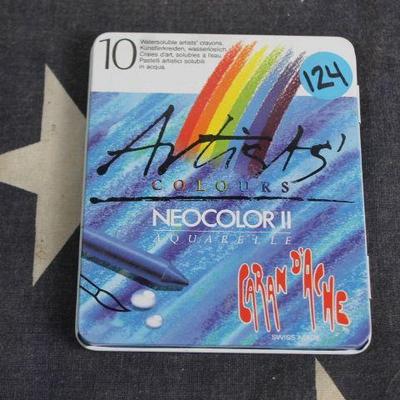 10
Watersoluble artists' crayons.
Künstlerkreiden, wasserlöslich.
Craies d'art, solubles à l'eau.
Pastelli artistici solubili
in acqua.
124
Artists'
COLOURS
NEOCOLOR II
AQUARELLE
CARAN D'ACHE
SWISS MADE